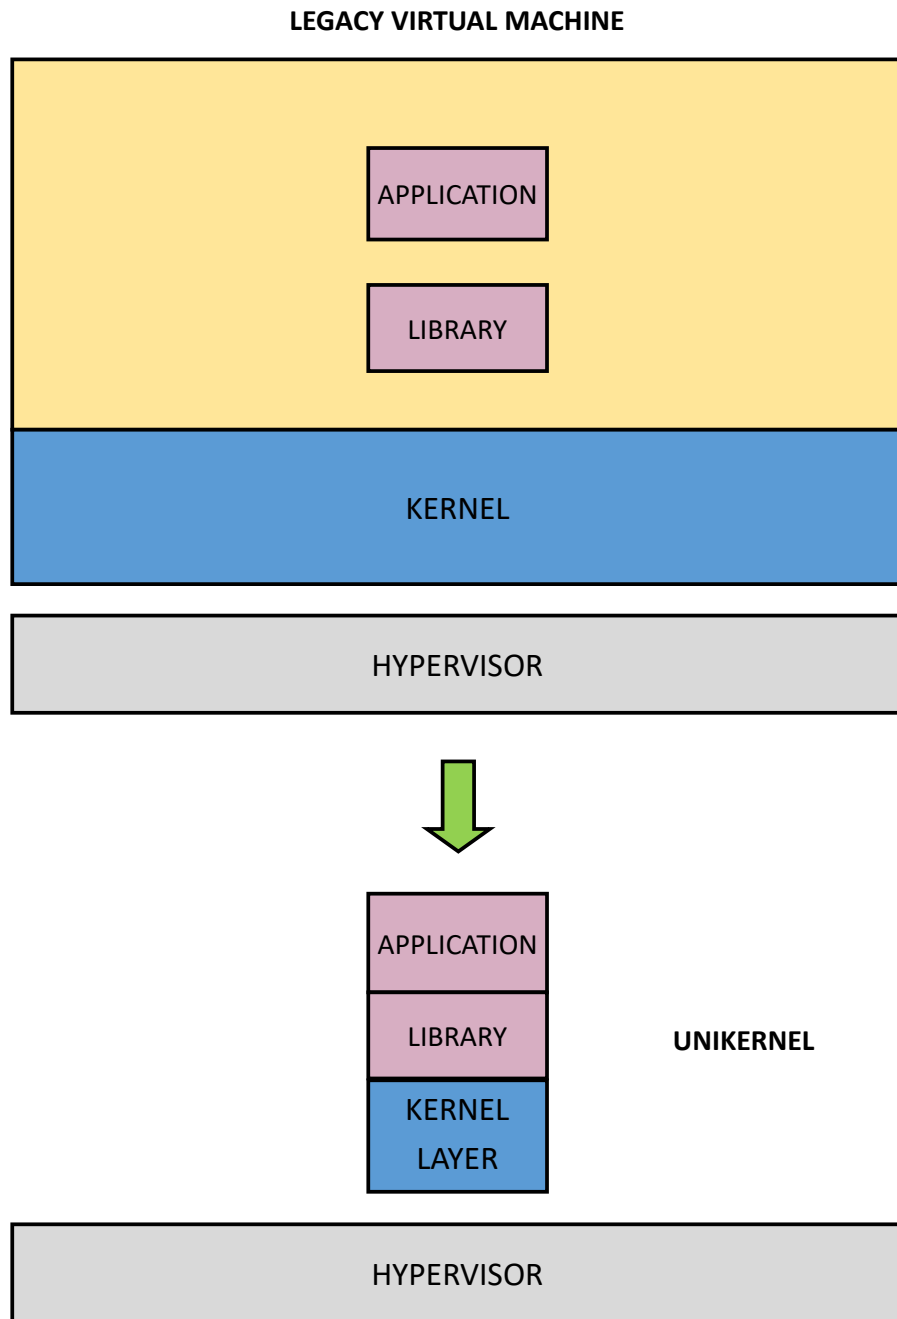 LEGACY VIRTUAL MACHINE
APPLICATION
LIBRARY
KERNEL
HYPERVISOR
APPLICATION
LIBRARY
UNIKERNEL
KERNEL
LAYER
HYPERVISOR